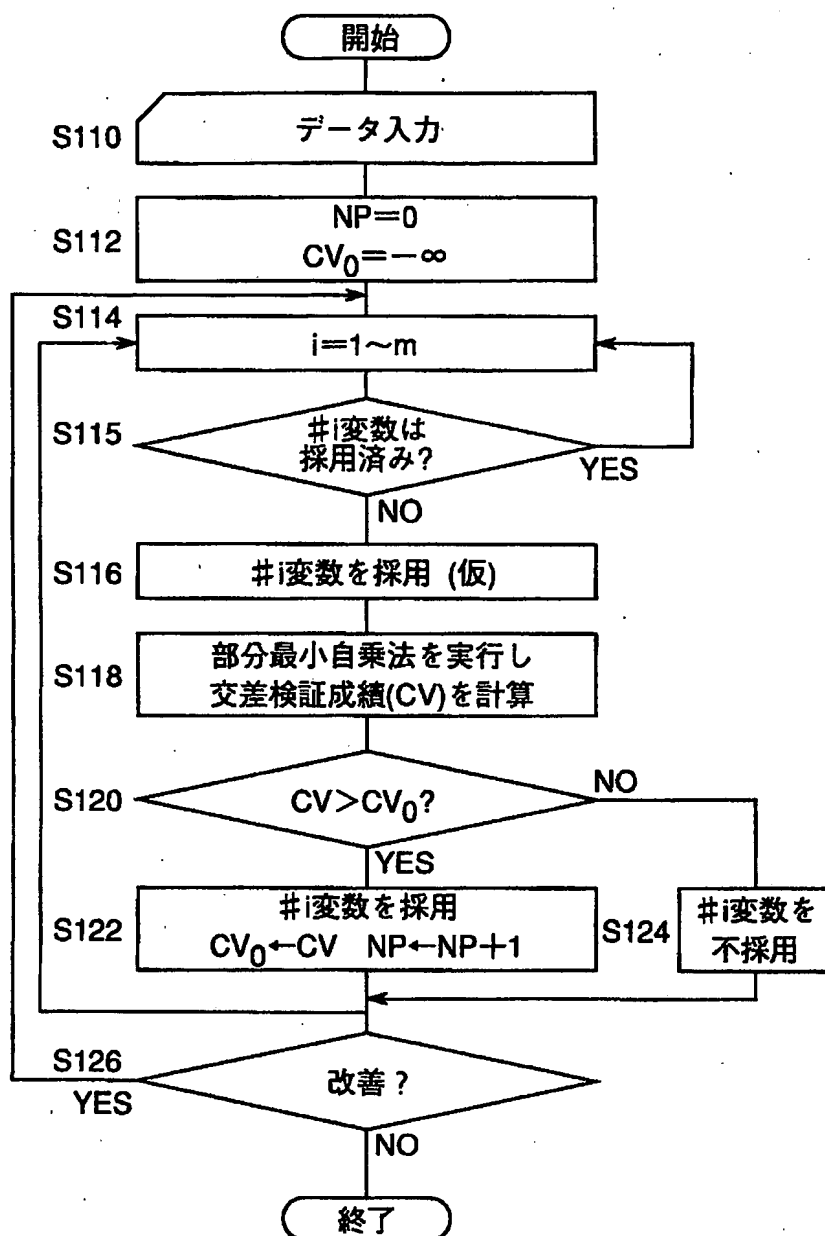 開始
S110
データ入力
S112
NP=0
CV0=-∞
S114
i=1~m
S115
#i変数は
採用済み?
YES
NO
S116
#i変数を採用 (仮)
S118
部分最小自乗法を実行し
交差検証成績(CV)を計算
S120
CV>CV0?
NO
YES
S122
#i変数を採用
CV0←CV NP←NP+1
S124
#i変数を
不採用
S126
改善?
YES
NO
終了